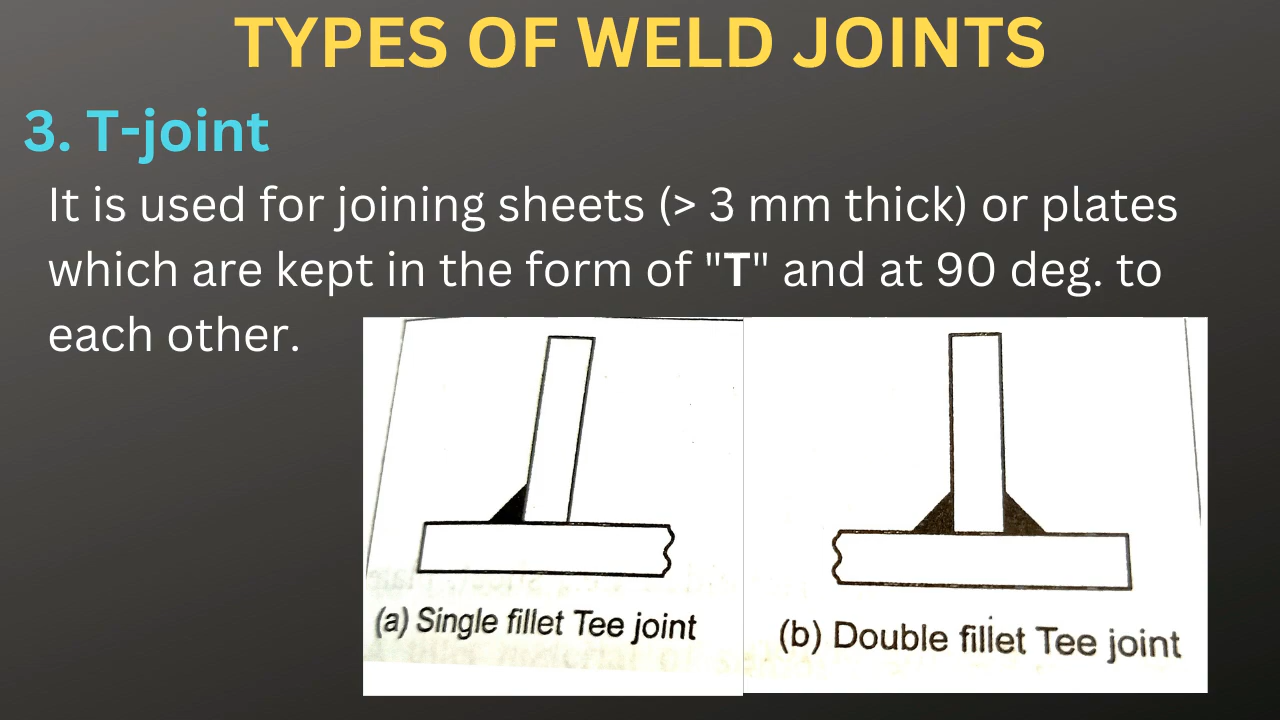 TYPES OF WELD JOINTS
3. T-joint
It is used for joining sheets (> 3 mm thick) or plates
which are kept in the form of "T" and at 90 deg. to
each other.
(a) Single fillet Tee joint
(b) Double fillet Tee joint